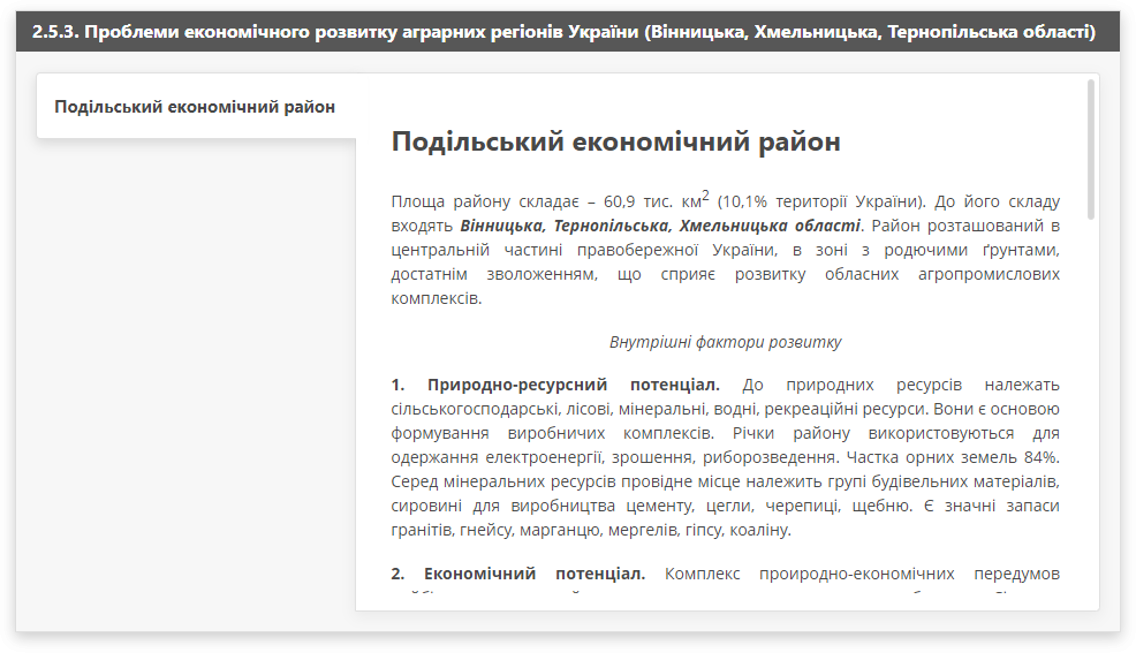 2.5.3. Проблеми економічного розвитку аграрних регіонів України (Вінницька, Хмельницька, Тернопільська області)
Подільський економічний район
Подільський економічний район
Площа району складає – 60,9 тис. км2 (10,1% території України). До його складу
входять Вінницька, Тернопільська, Хмельницька області. Район розташований в
центральній частині правобережної України, в зоні з родючими ґрунтами,
достатнім зволоженням, що сприяє розвитку обласних агропромислових
комплексів.
Внутрішні фактори розвитку
1. Природно-ресурсний потенціал. До природних ресурсів належать
сільськогосподарські, лісові, мінеральні, водні, рекреаційні ресурси. Вони є основою
формування виробничих комплексів. Річки району використовуються для
одержання електроенергії, зрошення, риборозведення. Частка орних земель 84%.
Серед мінеральних ресурсів провідне місце належить групі будівельних матеріалів,
сировині для виробництва цементу, цегли, черепиці, щебню. Є значні запаси
гранітів, гнейсу, марганцю, мергелів, гіпсу, коаліну.
2. Економічний потенціал. Комплекс проиродно-економічних передумов